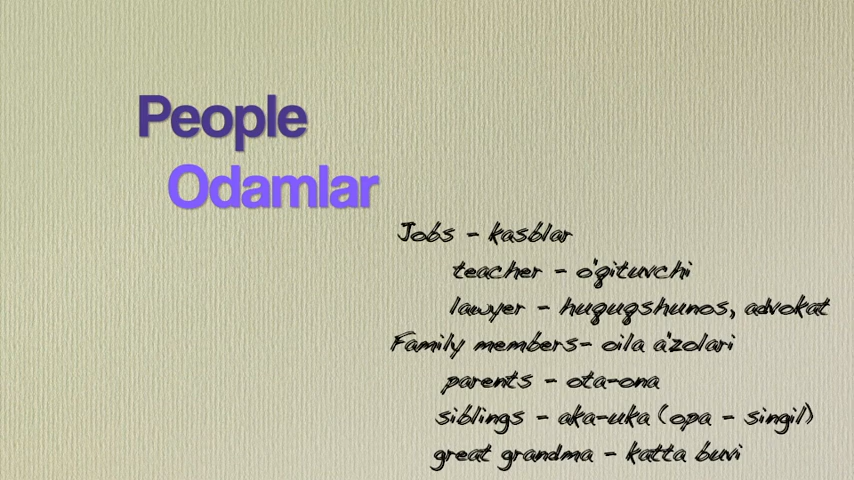 People
Odamlar
Jobs - kasblar
teacher - o'qituvchi
lawyer - huquqshunos, advokat
Family members- oila a'zolari
parents - ota-ona
siblings - aka-uka (opa - singil)
great grandma - katta buvi